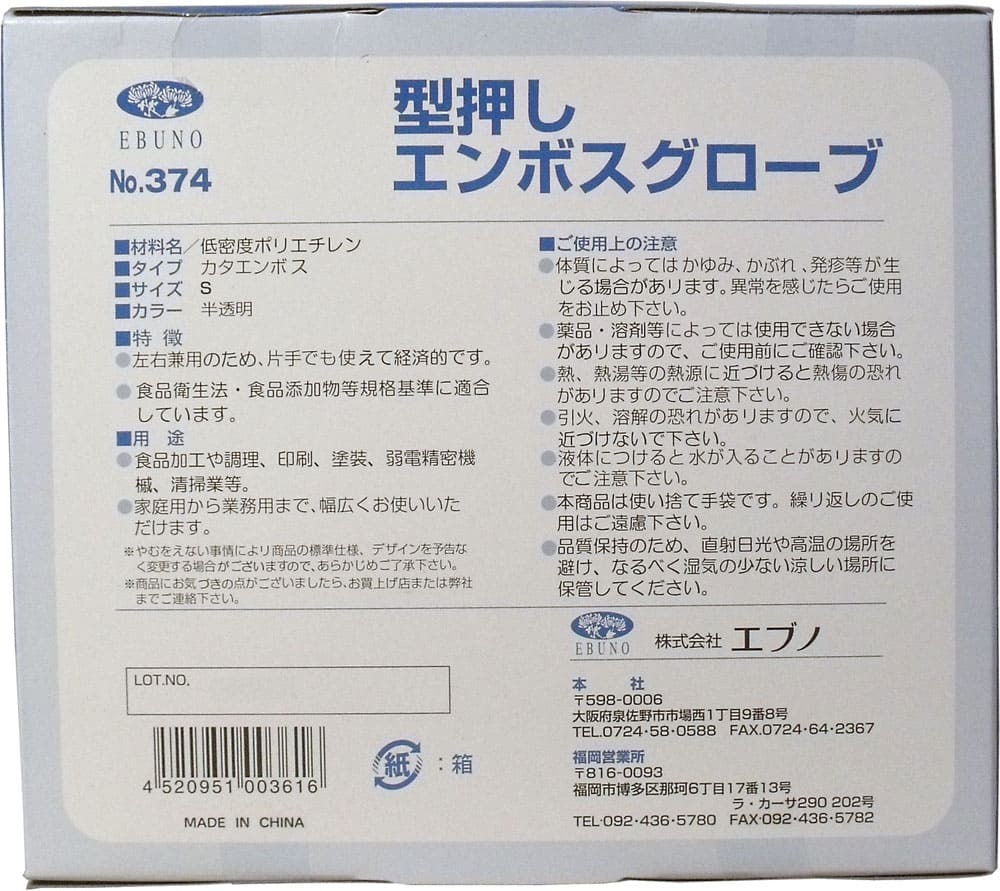 EBUNO
No.374
型押し
エンボスグローブ
■材料名／低密度ポリエチレン
■タイプ カタエンボス
■サイズ S
■カラー 半透明
■特 徴
●左右兼用のため、片手でも使えて経済的です。
●食品衛生法・食品添加物等規格基準に適合
しています。
■用 途
●食品加工や調理、印刷、塗装、弱電精密機
械、清掃業等。
●家庭用から業務用まで、幅広くお使いいた
だけます。
※やむをえない事情により商品の標準仕様、デザインを予告な
く変更する場合がございますので、あらかじめご了承下さい。
※商品にお気づきの点がございましたら、お買上げ店または弊社
までご連絡下さい。
■ご使用上の注意
●体質によってはかゆみ、かぶれ、発疹等が生
じる場合があります。異常を感じたらご使用
をお止め下さい。
●薬品・溶剤等によっては使用できない場合
がありますので、ご使用前にご確認下さい。
●熱、熱湯等の熱源に近づけると熱傷の恐れ
がありますのでご注意下さい。
●引火、溶解の恐れがありますので、火気に
近づけないで下さい。
●液体につけると水が入ることがありますの
でご注意下さい。
●本商品は使い捨て手袋です。繰り返しのご使
用はご遠慮下さい。
●品質保持のため、直射日光や高温の場所を
避け、なるべく湿気の少ない涼しい場所に
保管してください。
LOT.NO.
4 520951 003616
MADE IN CHINA
紙：箱
EBUNO 株式会社 エブノ
本 社
〒598-0006
大阪府泉佐野市市場西1丁目9番8号
TEL.0724・58・0588 FAX.0724・64・2367
福岡営業所
〒816-0093
福岡市博多区那珂6丁目17番13号
ラ・カーサ290 202号
TEL・092・436・5780 FAX・092・436・5782